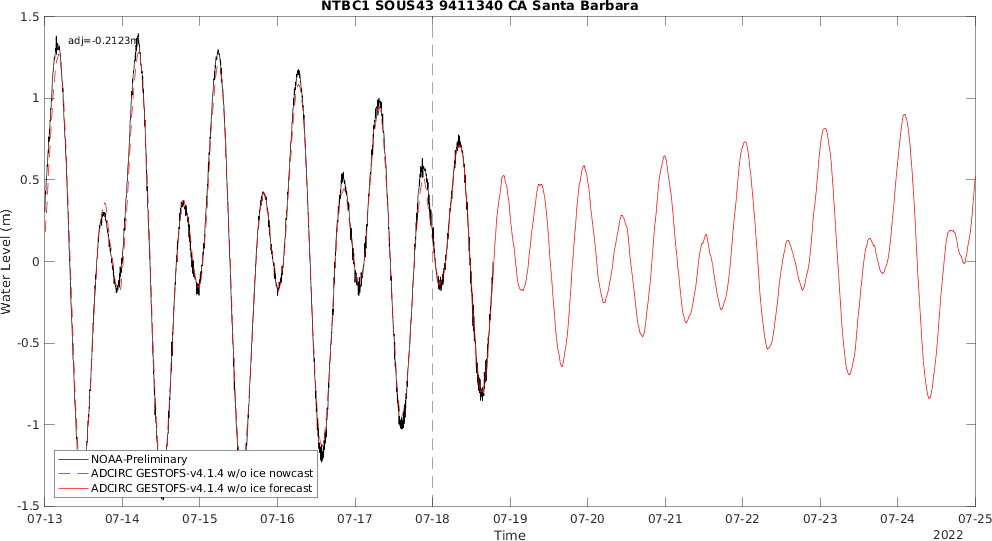 NTBC1 SOUS43 9411340 CA Santa Barbara
adj=-0.2123m
Water Level (m)
1.5
1
0.5
0
-0.5
-1
-1.5
NOAA-Preliminary
ADCIRC GESTOFS-v4.1.4 w/o ice nowcast
ADCIRC GESTOFS-v4.1.4 w/o ice forecast
07-13 07-14 07-15 07-16 07-17 07-18 07-19 07-20 07-21 07-22 07-23 07-24 07-25
Time
2022